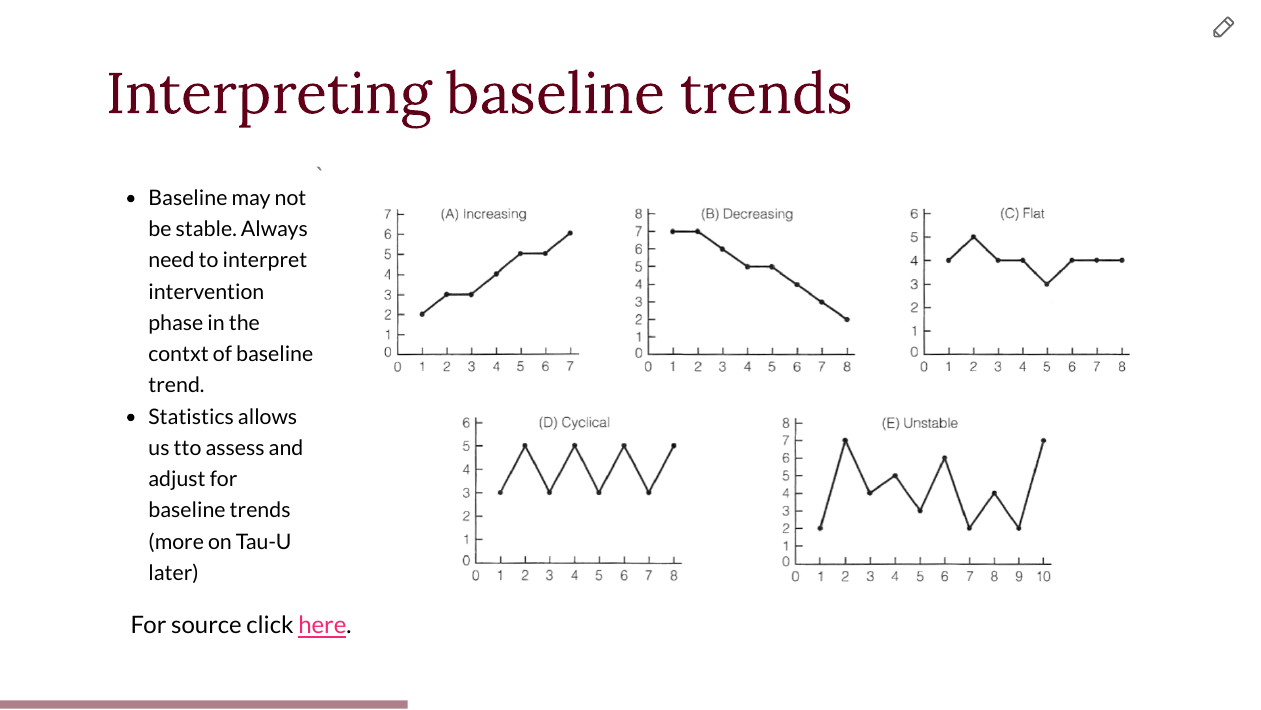 Interpreting baseline trends
`
Baseline may not
be stable. Always
need to interpret
intervention
phase in the
contxt of baseline
trend.
Statistics allows
us tto assess and
adjust for
baseline trends
(more on Tau-U
later)
For source click here.
(A) Increasing
7
6
5
4
3
2
1
0
0 1 2 3 4 5 6 7
(B) Decreasing
8
7
6
5
4
3
2
1
0
0 1 2 3 4 5 6 7 8
(C) Flat
6
5
4
3
2
1
0
0 1 2 3 4 5 6 7 8
(D) Cyclical
6
5
4
3
2
1
0
0 1 2 3 4 5 6 7 8
(E) Unstable
8
7
6
5
4
3
2
1
0
0 1 2 3 4 5 6 7 8 9 10